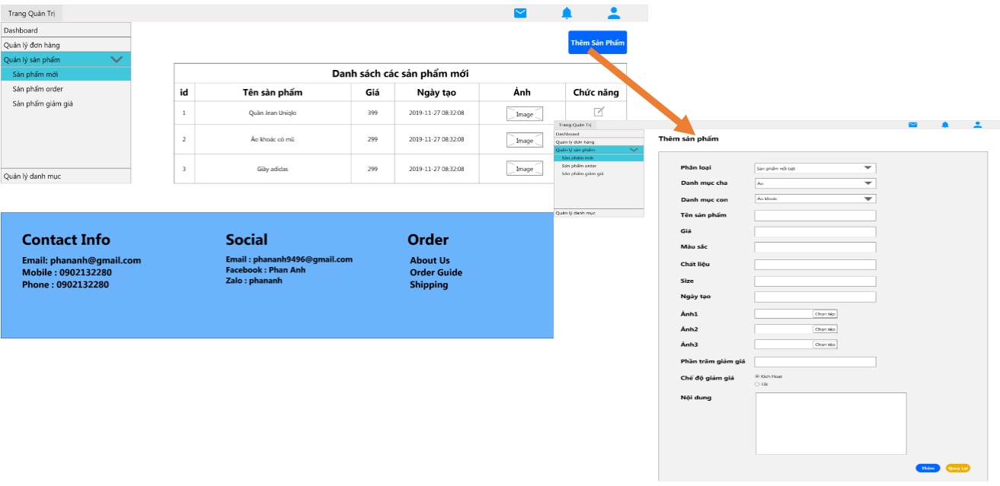 Trang Quản Trị
Dashboard
Quản lý đơn hàng
Quản lý sản phẩm
Sản phẩm mới
Sản phẩm order
Sản phẩm giảm giá
Quản lý danh mục
Thêm Sản Phẩm
Danh sách các sản phẩm mới
id Tên sản phẩm Giá Ngày tạo Ảnh Chức năng
1 Quần Jean Uniqlo 399 2019-11-27 08:32:08 Image
2 Áo khoác có mũ 299 2019-11-27 08:32:08 Image
3 Giày adidas 299 2019-11-27 08:32:08 Image
Contact Info
Email: phananh@gmail.com
Mobile : 0902132280
Phone : 0902132280
Social
Email : phananh9496@gmail.com
Facebook : Phan Anh
Zalo : phananh
Order
About Us
Order Guide
Shipping
Trang Quản Trị
Dashboard
Quản lý đơn hàng
Quản lý sản phẩm
Sản phẩm mới
Sản phẩm order
Sản phẩm giảm giá
Quản lý danh mục
Thêm sản phẩm
Phân loại Sản phẩm nổi bật
Danh mục cha Áo
Danh mục con Áo khoác
Tên sản phẩm
Giá
Màu sắc
Chất liệu
Size
Ngày tạo
Ảnh1 Chọn tệp
Ảnh2 Chọn tệp
Ảnh3 Chọn tệp
Phần trăm giảm giá
Chế độ giảm giá Kích Hoạt
Tắt
Nội dung
Thêm Quay Lại